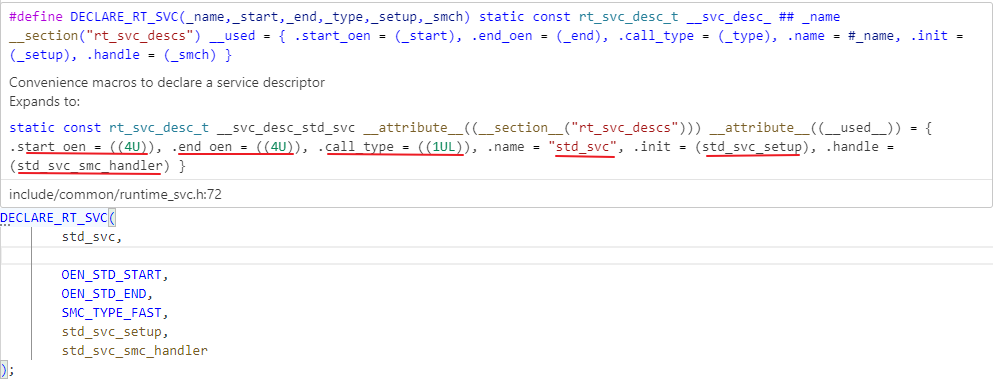 #define DECLARE_RT_SVC(_name,_start,_end,_type,_setup,_smch) static const rt_svc_desc_t __svc_desc_ ## _name
__section("rt_svc_descs") __used = { .start_oen = (_start), .end_oen = (_end), .call_type = (_type), .name = #_name, .init =
(_setup), .handle = (_smch) }
Convenience macros to declare a service descriptor
Expands to:
static const rt_svc_desc_t __svc_desc_std_svc __attribute__((__section__("rt_svc_descs"))) __attribute__((__used__)) = {
.start_oen = ((4U)), .end_oen = ((4U)), .call_type = ((1UL)), .name = "std_svc", .init = (std_svc_setup), .handle =
(std_svc_smc_handler) }
include/common/runtime_svc.h:72
DECLARE_RT_SVC(
std_svc,
OEN_STD_START,
OEN_STD_END,
SMC_TYPE_FAST,
std_svc_setup,
std_svc_smc_handler
);